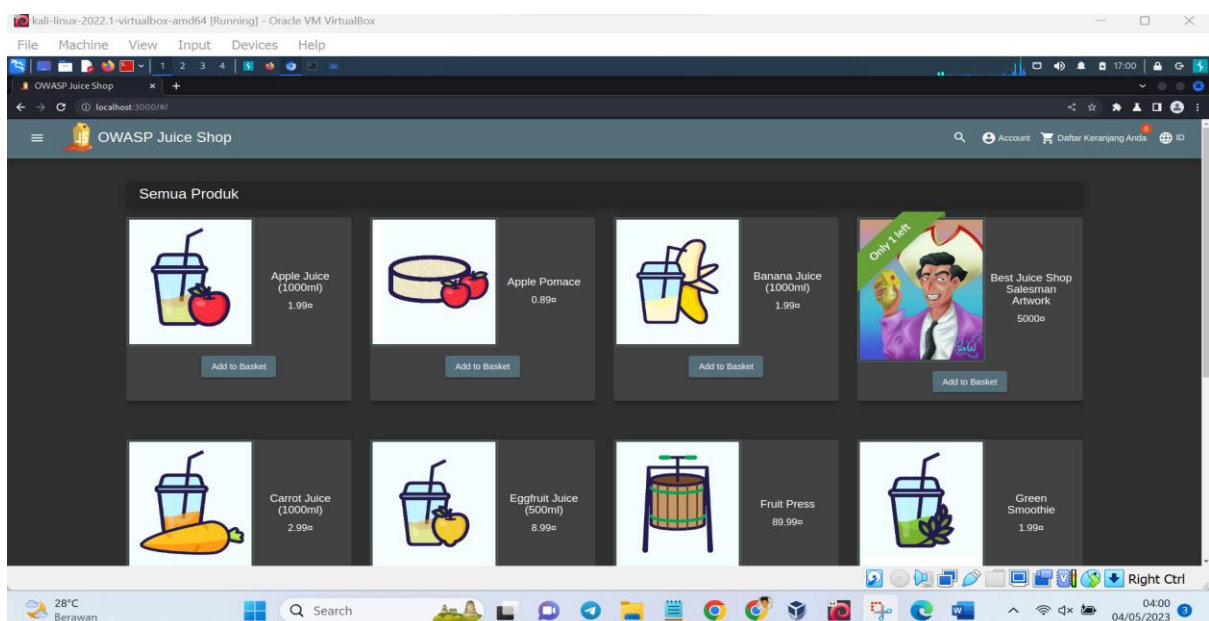 kali-linux-2022.1-virtualbox-amd64 [Running] - Oracle VM VirtualBox
File Machine View Input Devices Help
1 2 3 4 17:00
OWASP Juice Shop
localhost:3000/#/
OWASP Juice Shop Account Daftar Keranjang Anda 0 ID
Semua Produk
Apple Juice
(1000ml)
1.99¤
Add to Basket
Apple Pomace
0.89¤
Add to Basket
Banana Juice
(1000ml)
1.99¤
Add to Basket
Only 1 left
Best Juice Shop
Salesman
Artwork
5000¤
Add to Basket
Carrot Juice
(1000ml)
2.99¤
Eggfruit Juice
(500ml)
8.99¤
Fruit Press
89.99¤
Green
Smoothie
1.99¤
Right Ctrl
28°C
Berawan
Search
04:00
04/05/2023
3